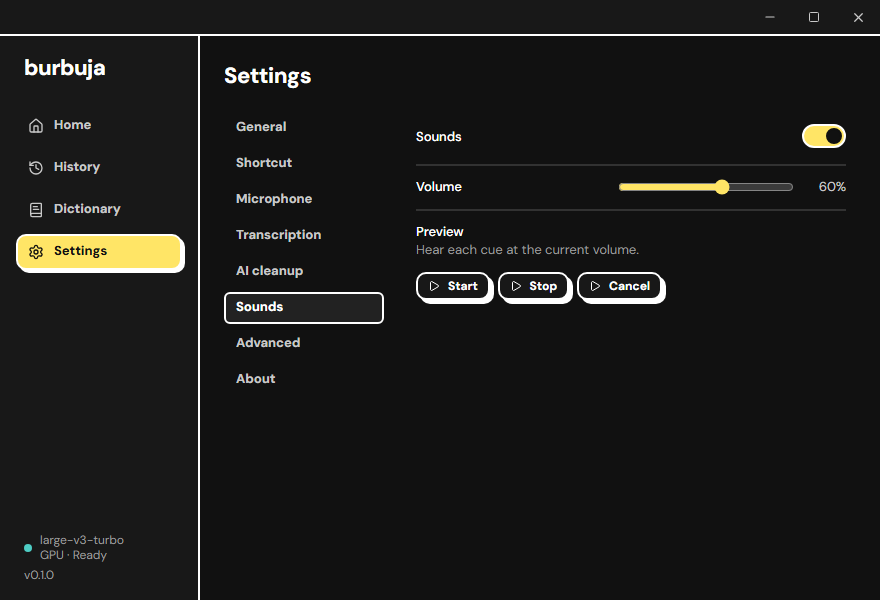 burbuja
Home
History
Dictionary
Settings
large-v3-turbo
GPU · Ready
v0.1.0
Settings
General
Shortcut
Microphone
Transcription
AI cleanup
Sounds
Advanced
About
Sounds
Volume
60%
Preview
Hear each cue at the current volume.
Start
Stop
Cancel